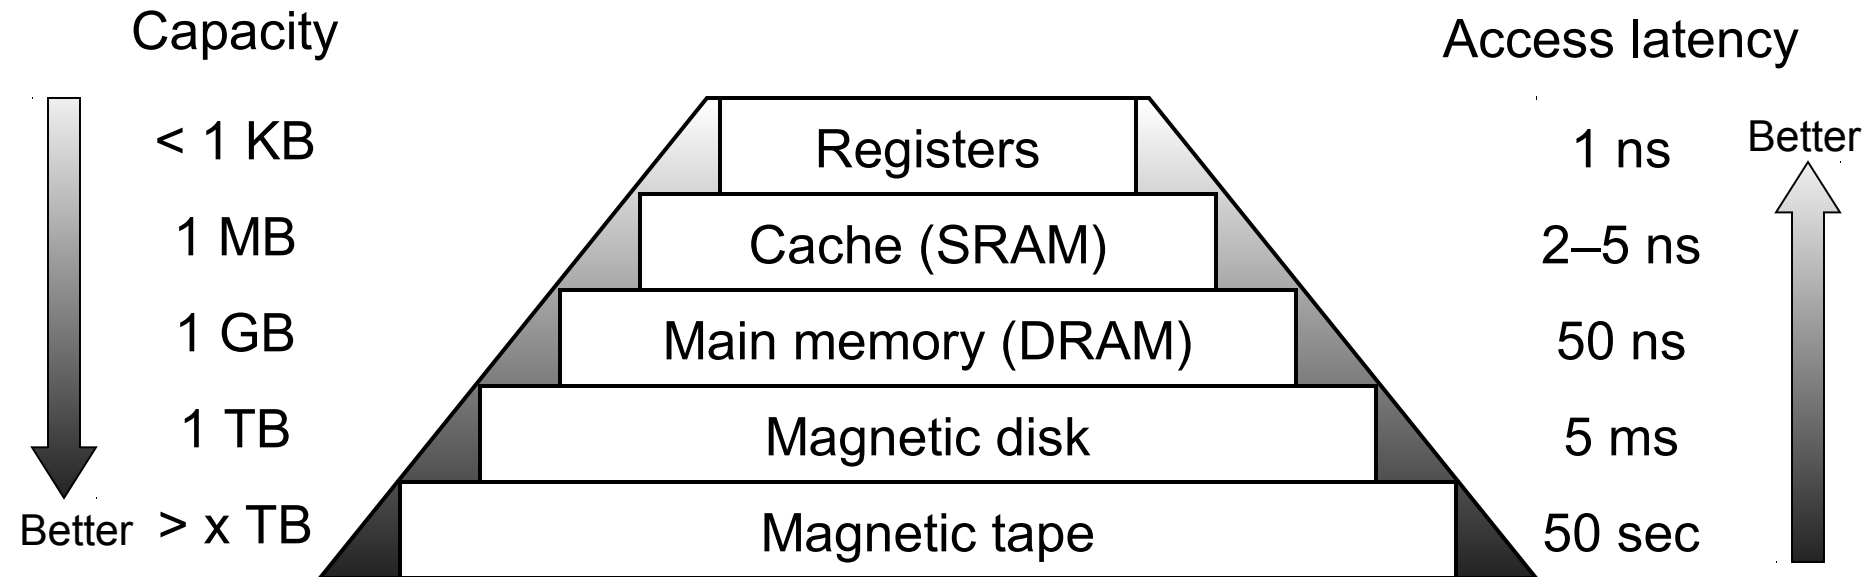 Capacity
Access latency
< 1 KB
Registers
1 ns
Better
1 MB
Cache (SRAM)
2–5 ns
1 GB
Main memory (DRAM)
50 ns
1 TB
Magnetic disk
5 ms
Better
> x TB
Magnetic tape
50 sec